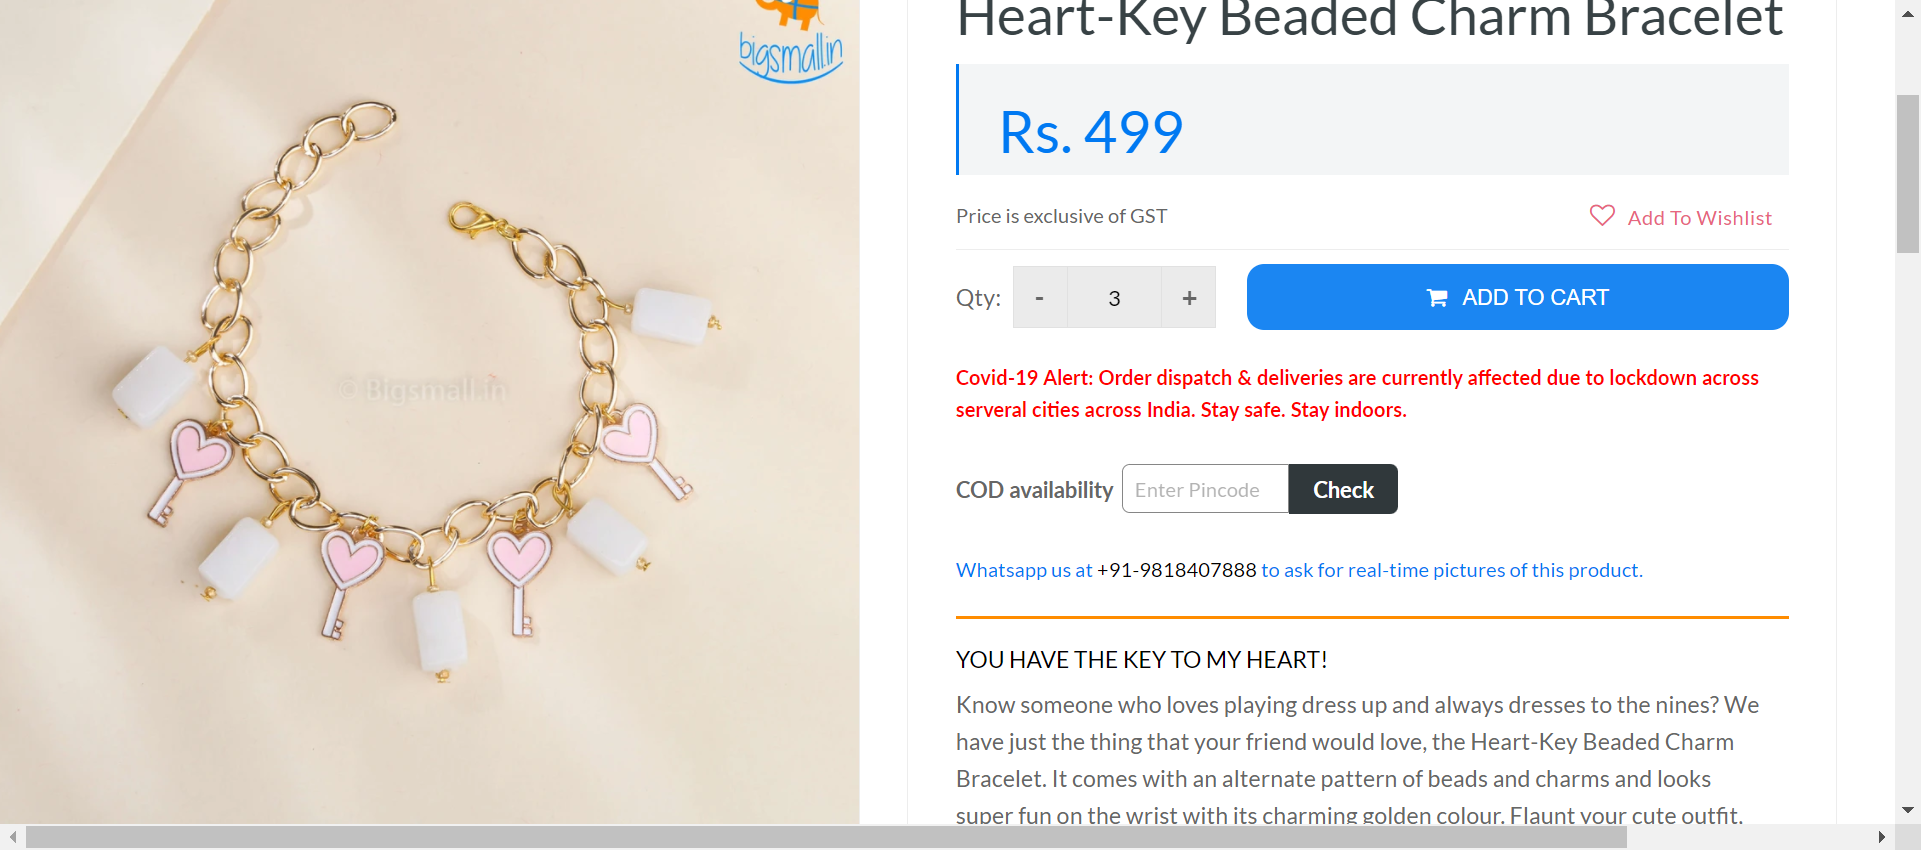 bigsmall.in
© Bigsmall.in
Heart-Key Beaded Charm Bracelet
Rs. 499
Price is exclusive of GST
Add To Wishlist
Qty: - 3 +
ADD TO CART
Covid-19 Alert: Order dispatch & deliveries are currently affected due to lockdown across
serveral cities across India. Stay safe. Stay indoors.
COD availability Enter Pincode Check
Whatsapp us at +91-9818407888 to ask for real-time pictures of this product.
YOU HAVE THE KEY TO MY HEART!
Know someone who loves playing dress up and always dresses to the nines? We
have just the thing that your friend would love, the Heart-Key Beaded Charm
Bracelet. It comes with an alternate pattern of beads and charms and looks
super fun on the wrist with its charming golden colour. Flaunt your cute outfit,